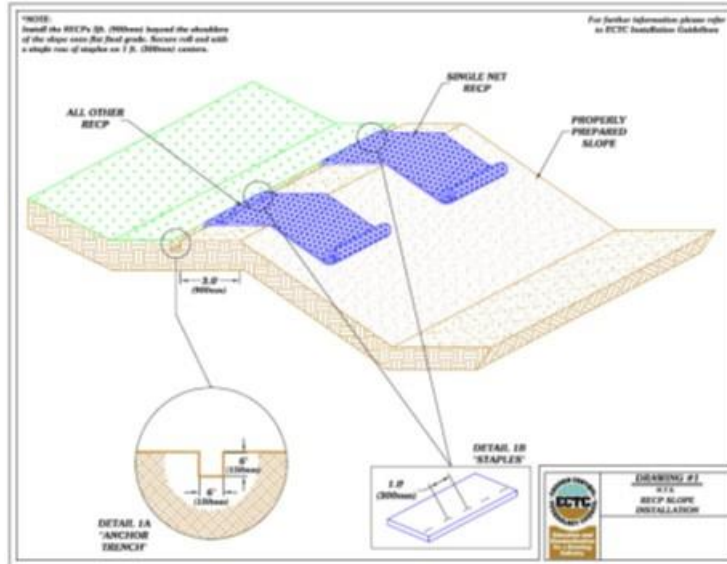 *NOTE:
Install the RECPs 3ft. (900mm) beyond the shoulders
of the slope onto flat final grade. Secure roll end with
a single row of staples on 1 ft. (300mm) centers.
For further information please refer
to ECTC Installation Guidelines
SINGLE NET
RECP
ALL OTHER
RECP
PROPERLY
PREPARED
SLOPE
3.0'
(900mm)
6"
(150mm)
6"
(150mm)
DETAIL 1A
"ANCHOR
TRENCH"
DETAIL 1B
"STAPLES"
1.0'
(300mm)
ECTC
DRAWING #1
N.T.S.
RECP SLOPE
INSTALLATION